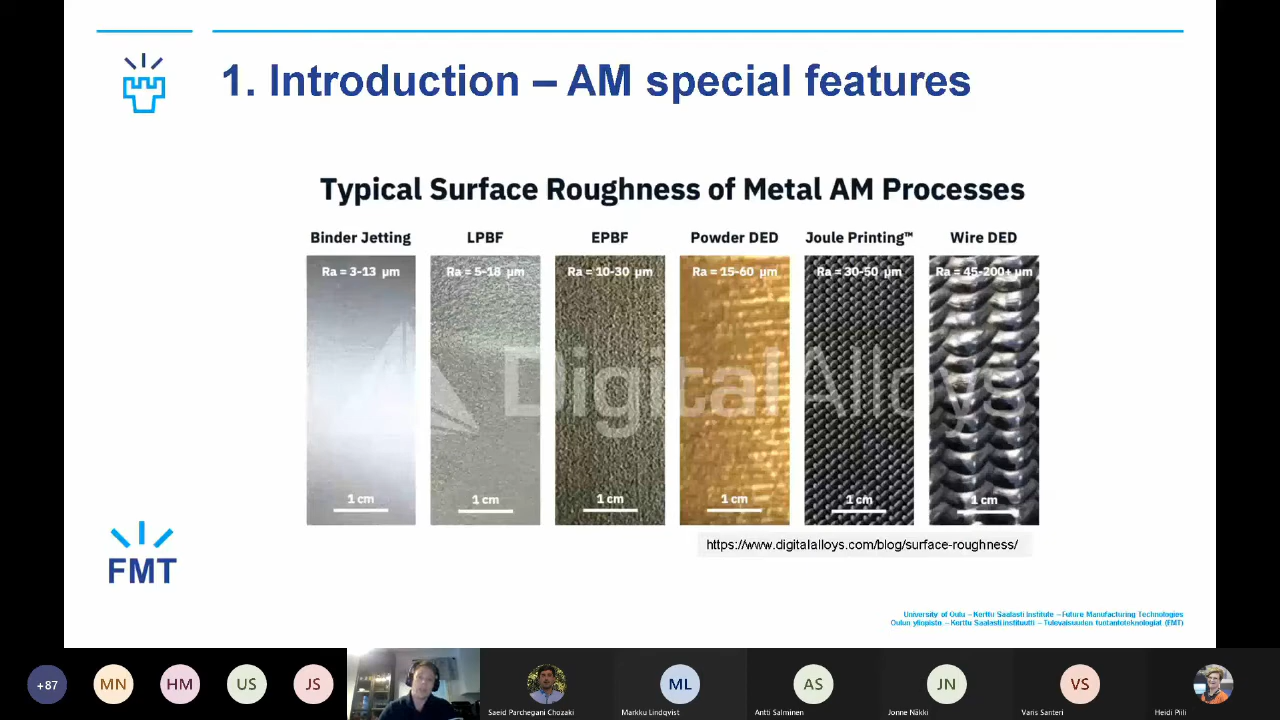 1. Introduction – AM special features
Typical Surface Roughness of Metal AM Processes
Binder Jetting LPBF EPBF Powder DED Joule Printing™ Wire DED
Ra = 3-13 µm Ra = 5-18 µm Ra = 10-30 µm Ra = 15-60 µm Ra = 30-50 µm Ra = 45-200+ µm
DigitalAlloys
1 cm 1 cm 1 cm 1 cm 1 cm 1 cm
https://www.digitalalloys.com/blog/surface-roughness/
FMT
University of Oulu – Kerttu Saalasti Institute – Future Manufacturing Technologies
Oulun yliopisto – Kerttu Saalasti Instituutti – Tulevaisuuden tuotantoteknologiat (FMT)
+87 MN HM US JS ML AS JN VS
Saeid Parchegani Chozaki Markku Lindqvist Antti Salminen Jonne Näkki Varis Santeri Heidi Piili